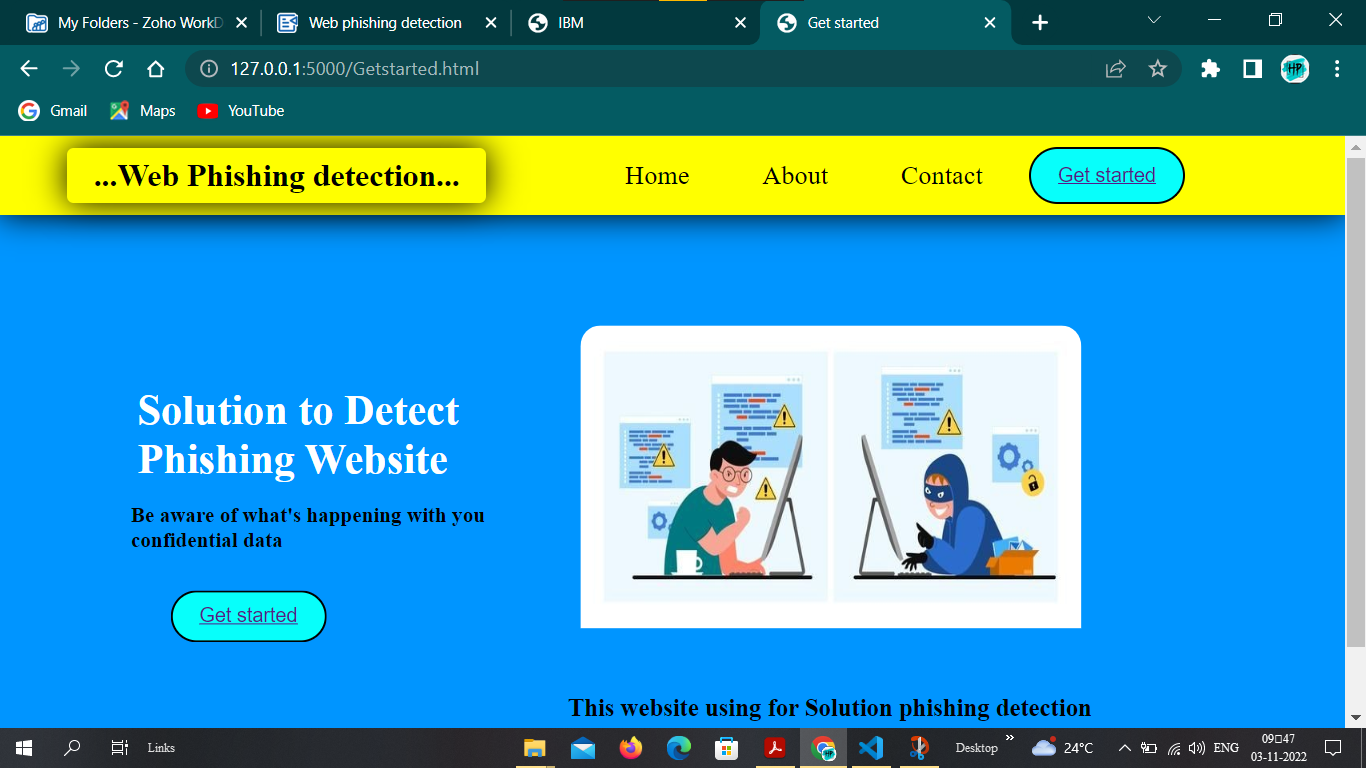 My Folders - Zoho WorkD
Web phishing detection
IBM
Get started
127.0.0.1:5000/Getstarted.html
HP
Gmail
Maps
YouTube
...Web Phishing detection...
Home
About
Contact
Get started
Solution to Detect
Phishing Website
Be aware of what's happening with you
confidential data
Get started
This website using for Solution phishing detection
Links
Desktop
24°C
ENG
09□47
03-11-2022